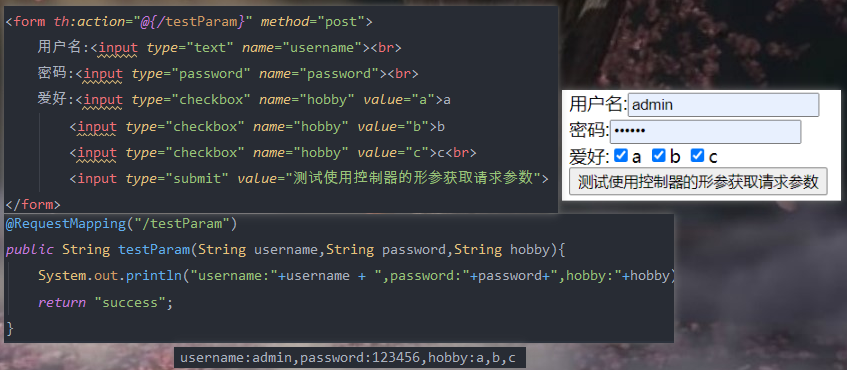 <form th:action="@{/testParam}" method="post">
用户名:<input type="text" name="username"><br>
密码:<input type="password" name="password"><br>
爱好:<input type="checkbox" name="hobby" value="a">a
<input type="checkbox" name="hobby" value="b">b
<input type="checkbox" name="hobby" value="c">c<br>
<input type="submit" value="测试使用控制器的形参获取请求参数">
</form>
用户名:admin
密码:••••••
爱好: a b c
测试使用控制器的形参获取请求参数
@RequestMapping("/testParam")
public String testParam(String username,String password,String hobby){
System.out.println("username:"+username + ",password:"+password+",hobby:"+hobby)
return "success";
}
username:admin,password:123456,hobby:a,b,c